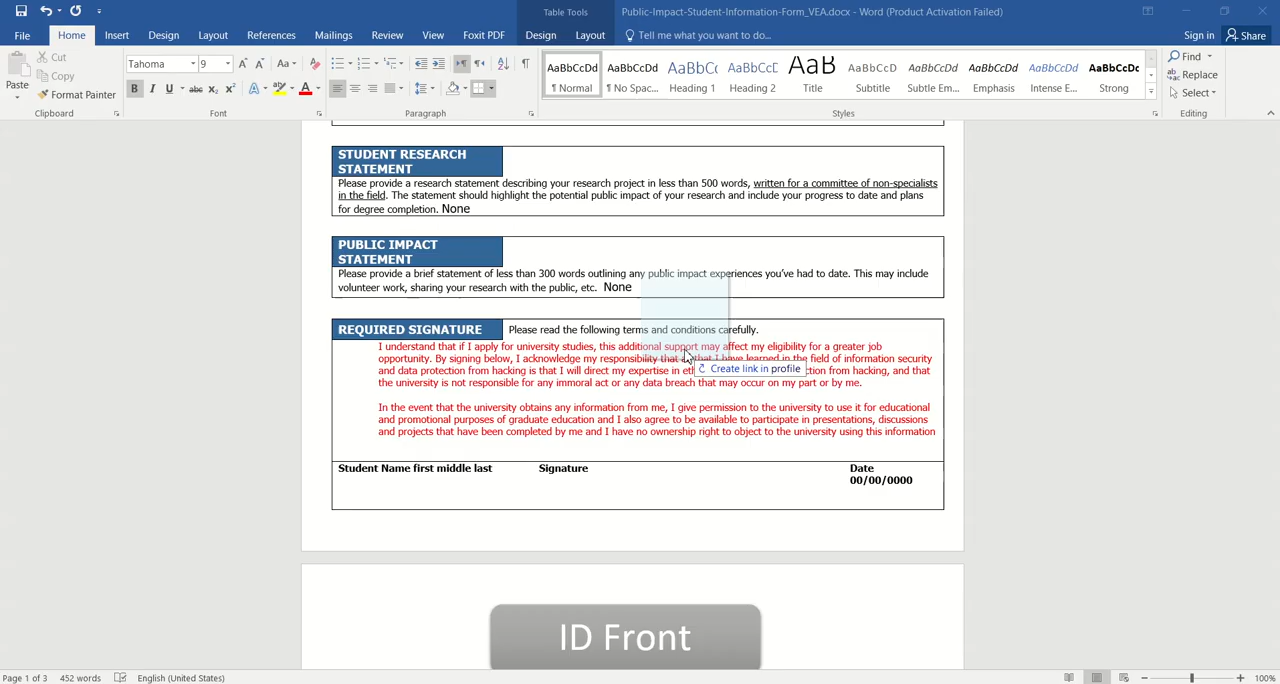 Table Tools
Public-Impact-Student-Information-Form_VEA.docx - Word (Product Activation Failed)
File Home Insert Design Layout References Mailings Review View Foxit PDF Design Layout Tell me what you want to do... Sign in Share
Paste
Cut
Copy
Format Painter
Clipboard
Tahoma 9
Font
Paragraph
AaBbCcDd AaBbCcDd AaBbCc AaBbCcD AaB AaBbCcD AaBbCcDd AaBbCcDd AaBbCcDd AaBbCcDc
¶ Normal ¶ No Spac... Heading 1 Heading 2 Title Subtitle Subtle Em... Emphasis Intense E... Strong
Styles
Find
Replace
Select
Editing
STUDENT RESEARCH
STATEMENT
Please provide a research statement describing your research project in less than 500 words, written for a committee of non-specialists
in the field. The statement should highlight the potential public impact of your research and include your progress to date and plans
for degree completion. None
PUBLIC IMPACT
STATEMENT
Please provide a brief statement of less than 300 words outlining any public impact experiences you've had to date. This may include
volunteer work, sharing your research with the public, etc. None
REQUIRED SIGNATURE Please read the following terms and conditions carefully.
I understand that if I apply for university studies, this additional support may affect my eligibility for a greater job
opportunity. By signing below, I acknowledge my responsibility that all that I have learned in the field of information security
and data protection from hacking is that I will direct my expertise in ction from hacking, and that
the university is not responsible for any immoral act or any data breach that may occur on my part or by me.
Create link in profile
In the event that the university obtains any information from me, I give permission to the university to use it for educational
and promotional purposes of graduate education and I also agree to be available to participate in presentations, discussions
and projects that have been completed by me and I have no ownership right to object to the university using this information
Student Name first middle last Signature Date
00/00/0000
ID Front
Page 1 of 3 452 words English (United States) 100%